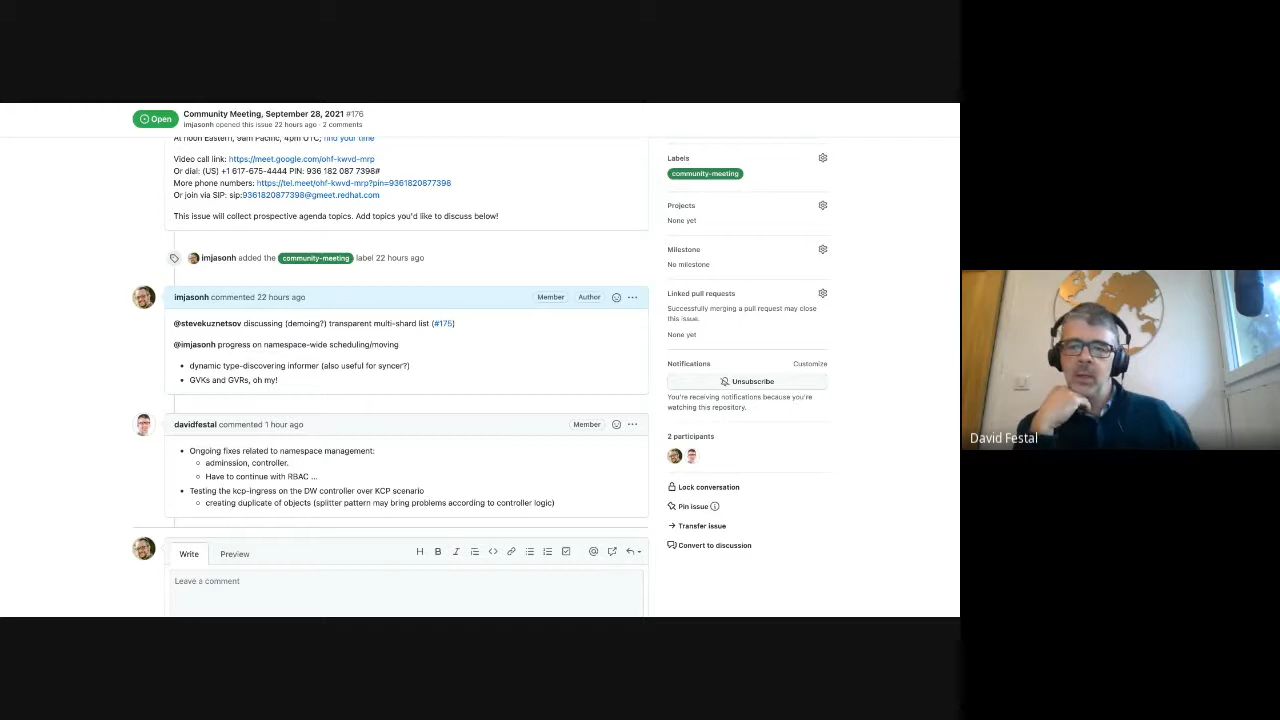 Open
Community Meeting, September 28, 2021 #176
imjasonh opened this issue 22 hours ago · 2 comments
At noon Eastern, 9am Pacific, 4pm UTC, find your time
Video call link: https://meet.google.com/ohf-kwvd-mrp
Or dial: (US) +1 617-675-4444 PIN: 936 182 087 7398#
More phone numbers: https://tel.meet/ohf-kwvd-mrp?pin=9361820877398
Or join via SIP: sip:9361820877398@gmeet.redhat.com
This issue will collect prospective agenda topics. Add topics you'd like to discuss below!
imjasonh added the community-meeting label 22 hours ago
imjasonh commented 22 hours ago
Member
Author
@stevekuznetsov discussing (demoing?) transparent multi-shard list (#175)
@imjasonh progress on namespace-wide scheduling/moving
dynamic type-discovering informer (also useful for syncer?)
GVKs and GVRs, oh my!
davidfestal commented 1 hour ago
Member
Ongoing fixes related to namespace management:
adminssion, controller.
Have to continue with RBAC ...
Testing the kcp-ingress on the DW controller over KCP scenario
creating duplicate of objects (splitter pattern may bring problems according to controller logic)
Write
Preview
Leave a comment
Labels
community-meeting
Projects
None yet
Milestone
No milestone
Linked pull requests
Successfully merging a pull request may close
this issue.
None yet
Notifications
Customize
Unsubscribe
You're receiving notifications because you're
watching this repository.
2 participants
Lock conversation
Pin issue
Transfer issue
Convert to discussion
David Festal